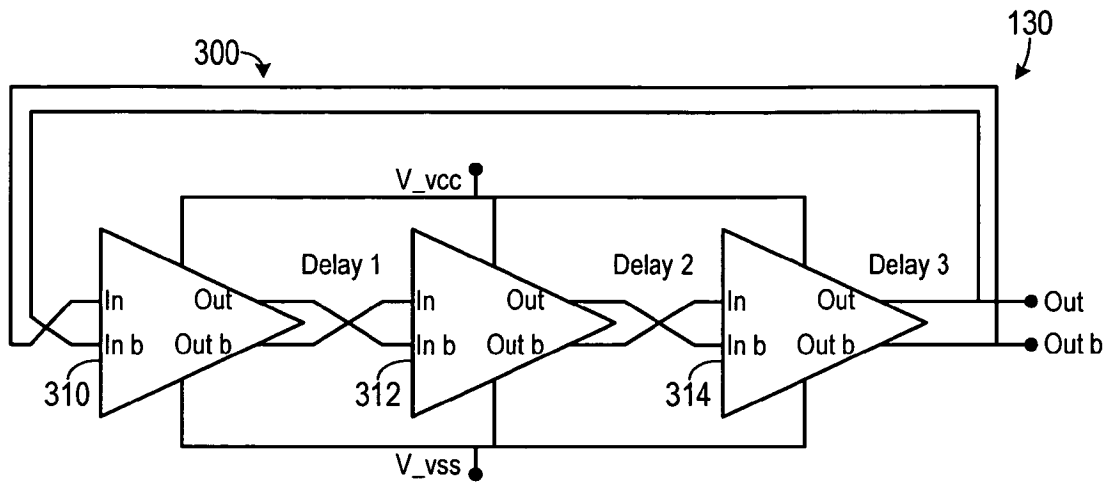 300
130
V_vcc
Delay 1
Delay 2
Delay 3
In
Out
In
Out
In
Out
Out
In b
Out b
In b
Out b
In b
Out b
Out b
310
312
314
V_vss